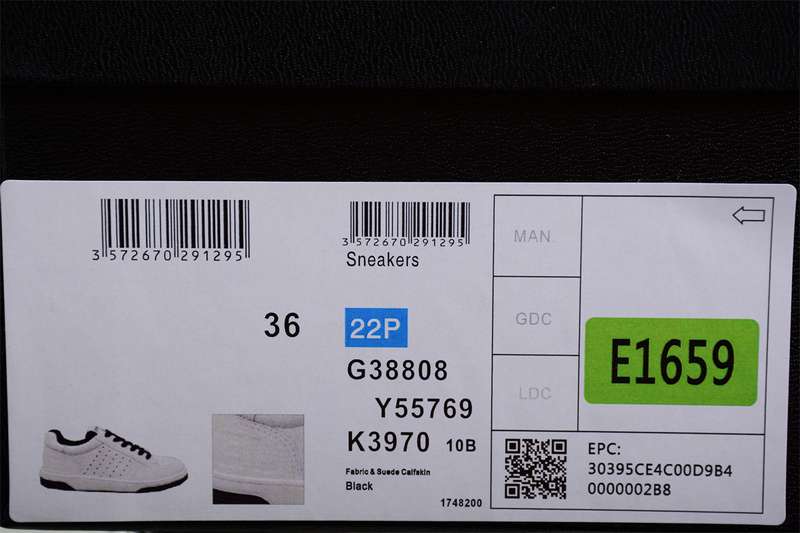 3 572670 291295
3 572670 291295
Sneakers
36
22P
G38808
Y55769
K3970 10B
Fabric & Suede Calfskin
Black
1748200
MAN.
GDC
LDC
E1659
EPC:
30395CE4C00D9B4
0000002B8